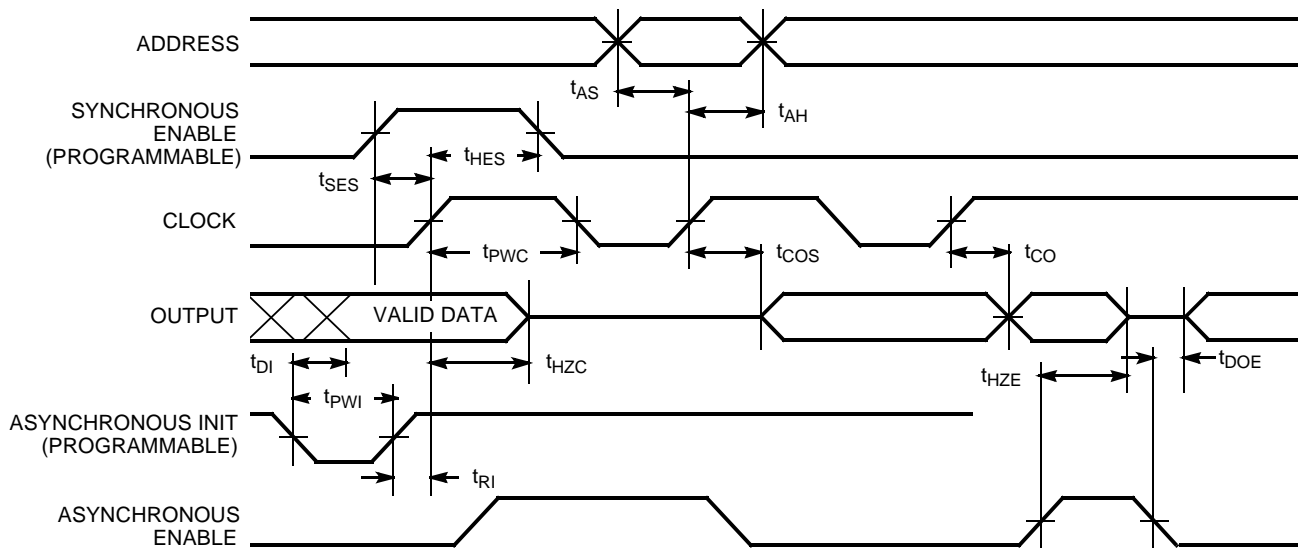 ADDRESS
tAS
tAH
SYNCHRONOUS
ENABLE
(PROGRAMMABLE)
tHES
tSES
CLOCK
tPWC
tCOS
tCO
OUTPUT
VALID DATA
tDI
tHZC
tHZE
tDOE
tPWI
ASYNCHRONOUS INIT
(PROGRAMMABLE)
tRI
ASYNCHRONOUS
ENABLE